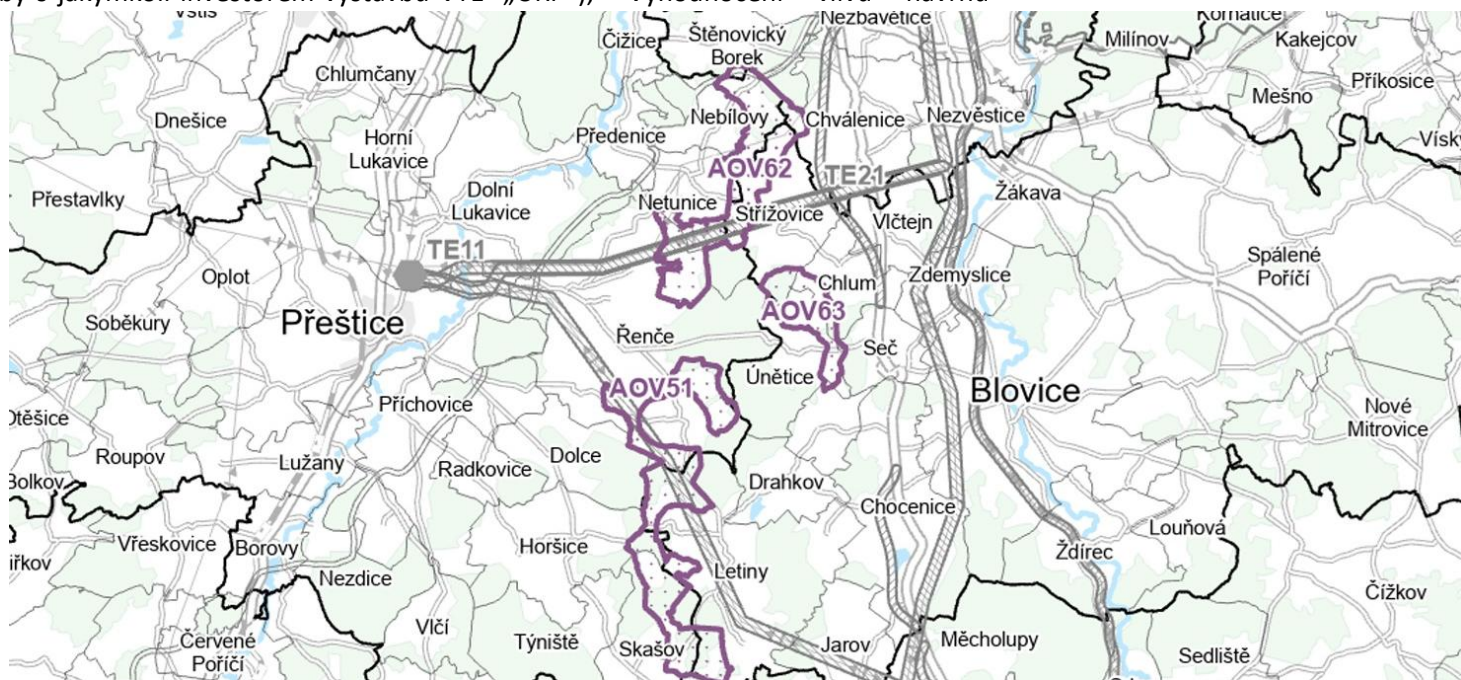 Vstiš
Čižice
Štěnovický
Borek
Nezbavětice
Kornatice
Milínov
Kakejcov
Chlumčany
Příkosice
Mešno
Dnešice
Nebílovy
Chválenice
Nezvěstice
Horní
Lukavice
Předenice
AOV62
TE21
Přestavlky
Dolní
Lukavice
Netunice
Střížovice
Vlčtejn
Žákava
TE11
Oplot
Chlum
Zdemyslice
Spálené
Poříčí
Soběkury
Přeštice
AOV63
Řenče
Seč
Únětice
Blovice
AOV51
Příchovice
Nové
Mitrovice
Roupov
Lužany
Radkovice
Dolce
Drahkov
Chocenice
Vřeskovice
Borovy
Horšice
Louňová
Ždírec
Nezdice
Letiny
Čížkov
Vlčí
Týniště
Skašov
Jarov
Měcholupy
Sedliště
Červené
Poříčí